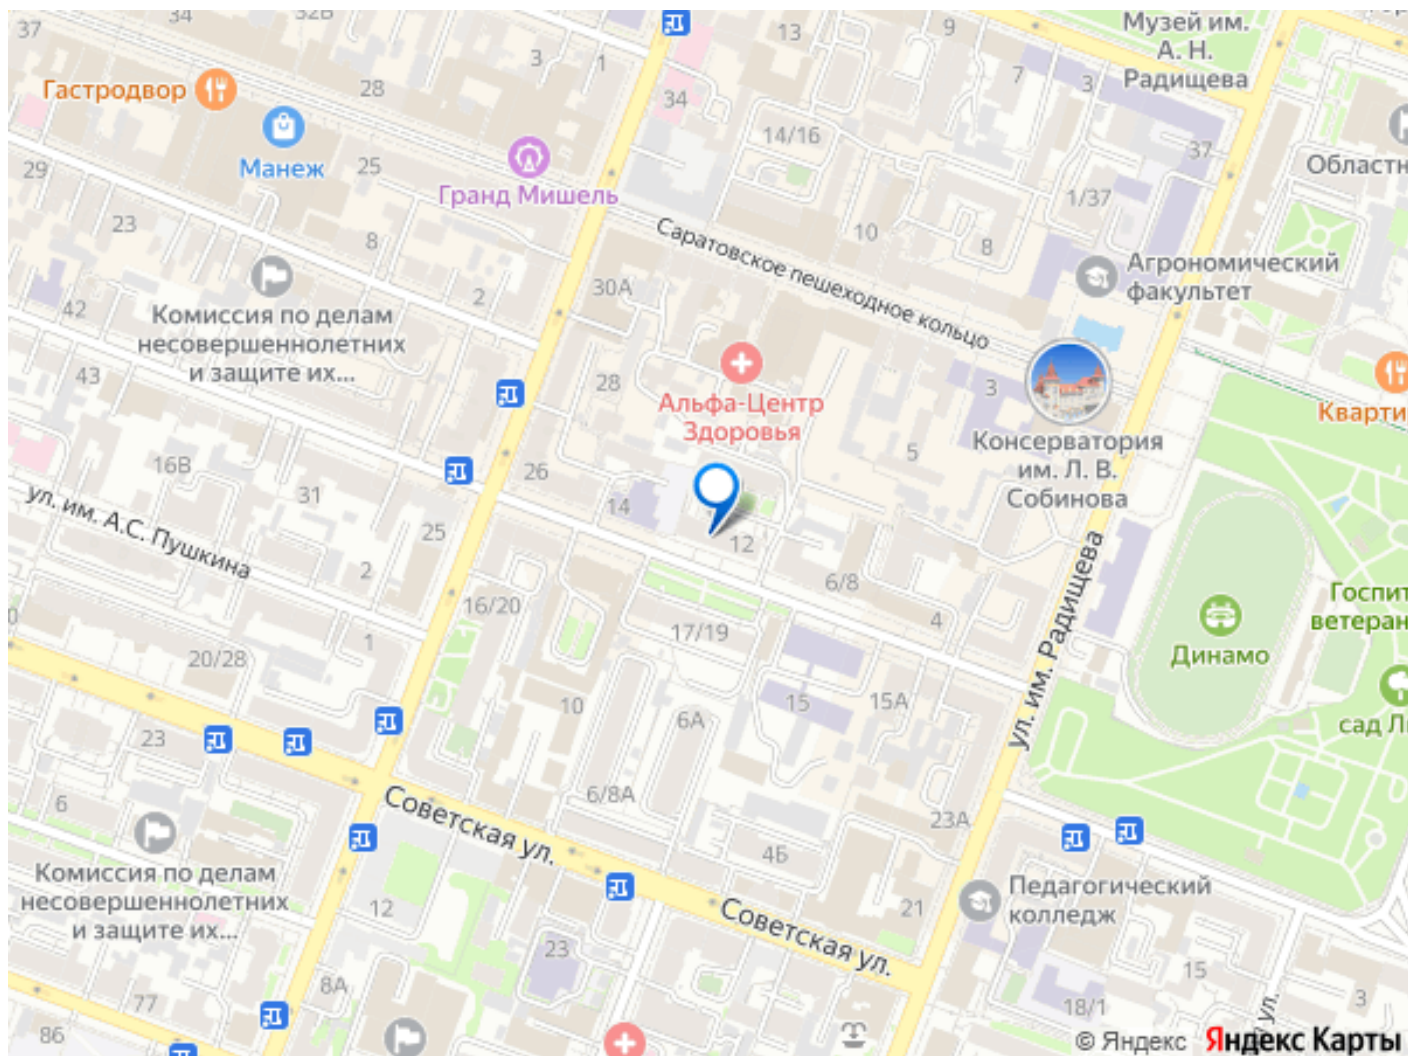 34
32В
37
28
3
1
13
9
7
3
Музей им.
А. Н.
Радищева
Гастродвор
Манеж
25
29
23
8
Гранд Мишель
34
14/16
37
1/37
Областн
Саратовское пешеходное кольцо
10
8
Агрономический
факультет
2
30А
42
Комиссия по делам
несовершеннолетних
и защите их...
43
28
Альфа-Центр
Здоровья
3
5
Консерватория
им. Л. В.
Собинова
Кварти
16В
31
26
14
25
ул. им. А.С. Пушкина
2
12
6/8
4
ул. им. Радищева
16/20
17/19
1
20/28
10
6А
15
15А
Динамо
Госпит
ветеран
сад Л
23
6
6/8А
4Б
23А
Советская ул.
Комиссия по делам
несовершеннолетних
и защите их...
12
23
21
Советская ул.
Педагогический
колледж
77
8А
86
15
18/1
3
ул.
© Яндекс Яндекс Карты